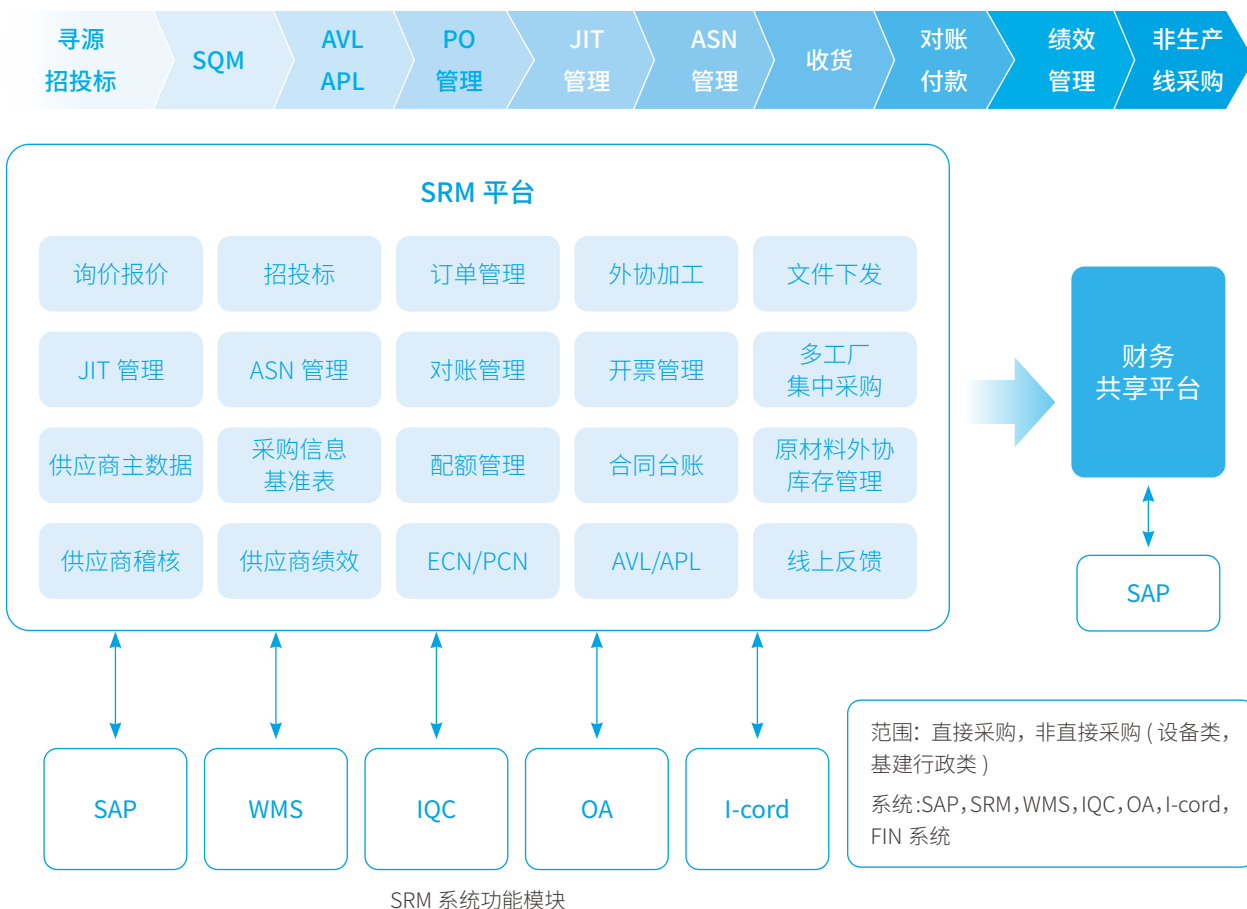 寻源
招投标
SQM
AVL
APL
PO
管理
JIT
管理
ASN
管理
收货
对账
付款
绩效
管理
非生产
线采购
SRM 平台
询价报价
招投标
订单管理
外协加工
文件下发
JIT 管理
ASN 管理
对账管理
开票管理
多工厂
集中采购
供应商主数据
采购信息
基准表
配额管理
合同台账
原材料外协
库存管理
供应商稽核
供应商绩效
ECN/PCN
AVL/APL
线上反馈
财务
共享平台
SAP
SAP
WMS
IQC
OA
I-cord
范围：直接采购，非直接采购 ( 设备类，
基建行政类 )
系统:SAP，SRM，WMS，IQC，OA，I-cord，
FIN 系统
SRM 系统功能模块